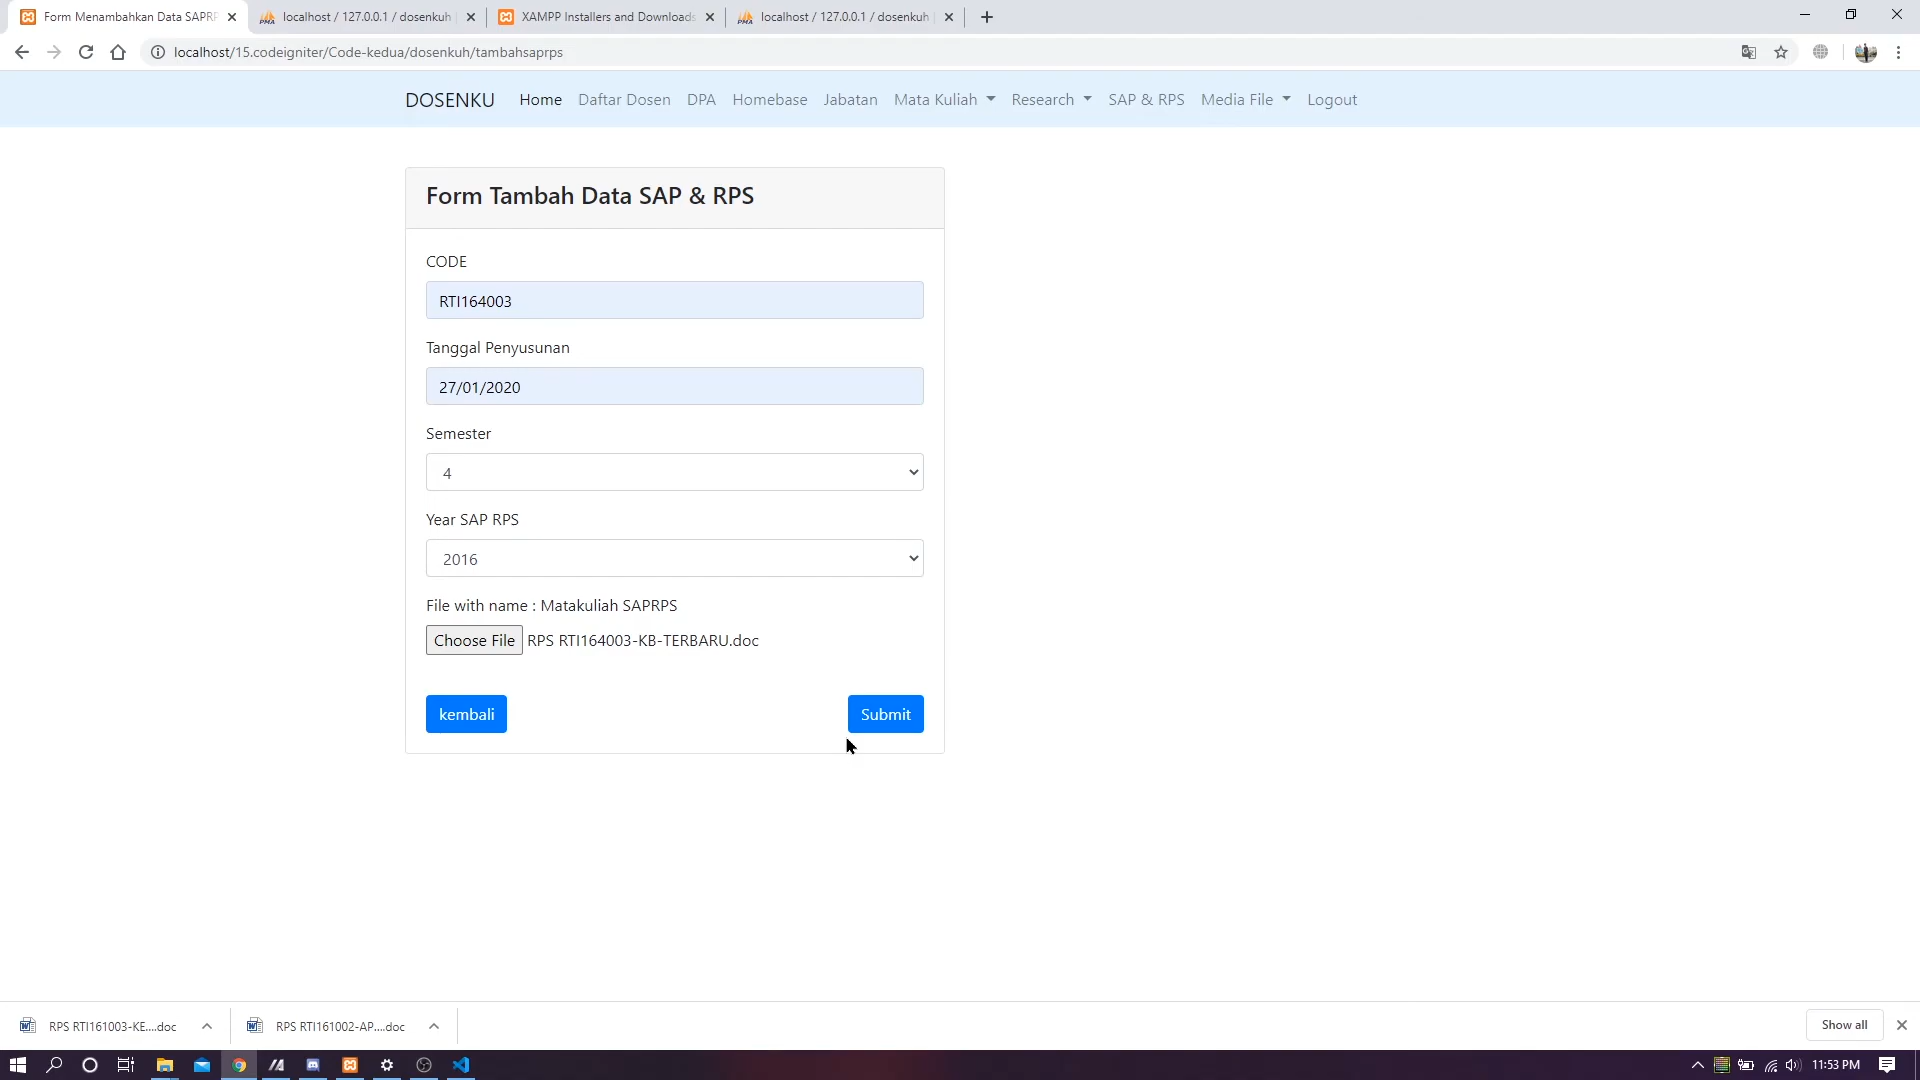 Form Menambahkan Data SAPRP
localhost / 127.0.0.1 / dosenkuh |
XAMPP Installers and Downloads
localhost / 127.0.0.1 / dosenkuh |
localhost/15.codeigniter/Code-kedua/dosenkuh/tambahsaprps
DOSENKU Home Daftar Dosen DPA Homebase Jabatan Mata Kuliah Research SAP & RPS Media File Logout
Form Tambah Data SAP & RPS
CODE
RTI164003
Tanggal Penyusunan
27/01/2020
Semester
4
Year SAP RPS
2016
File with name : Matakuliah SAPRPS
Choose File RPS RTI164003-KB-TERBARU.doc
kembali Submit
RPS RTI161003-KE....doc RPS RTI161002-AP....doc Show all
11:53 PM